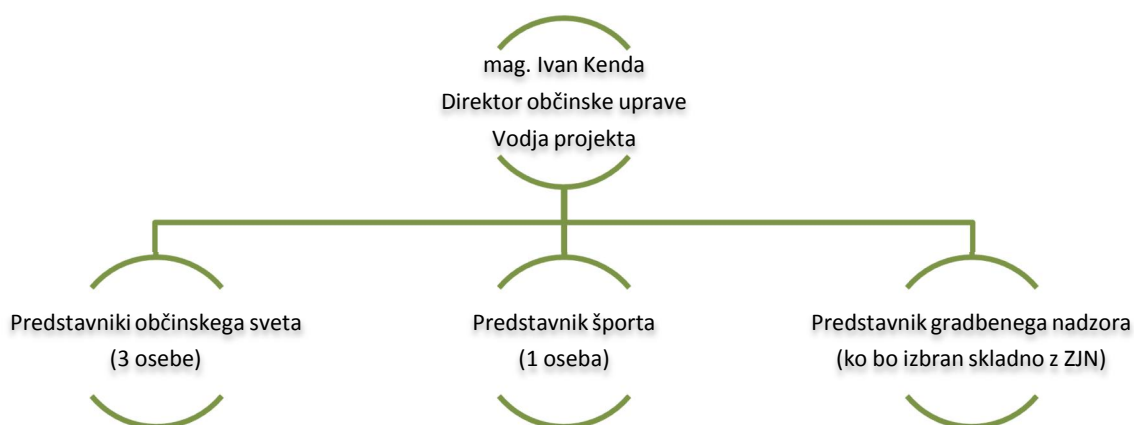 mag. Ivan Kenda
Direktor občinske uprave
Vodja projekta
Predstavniki občinskega sveta
(3 osebe)
Predstavnik športa
(1 oseba)
Predstavnik gradbenega nadzora
(ko bo izbran skladno z ZJN)